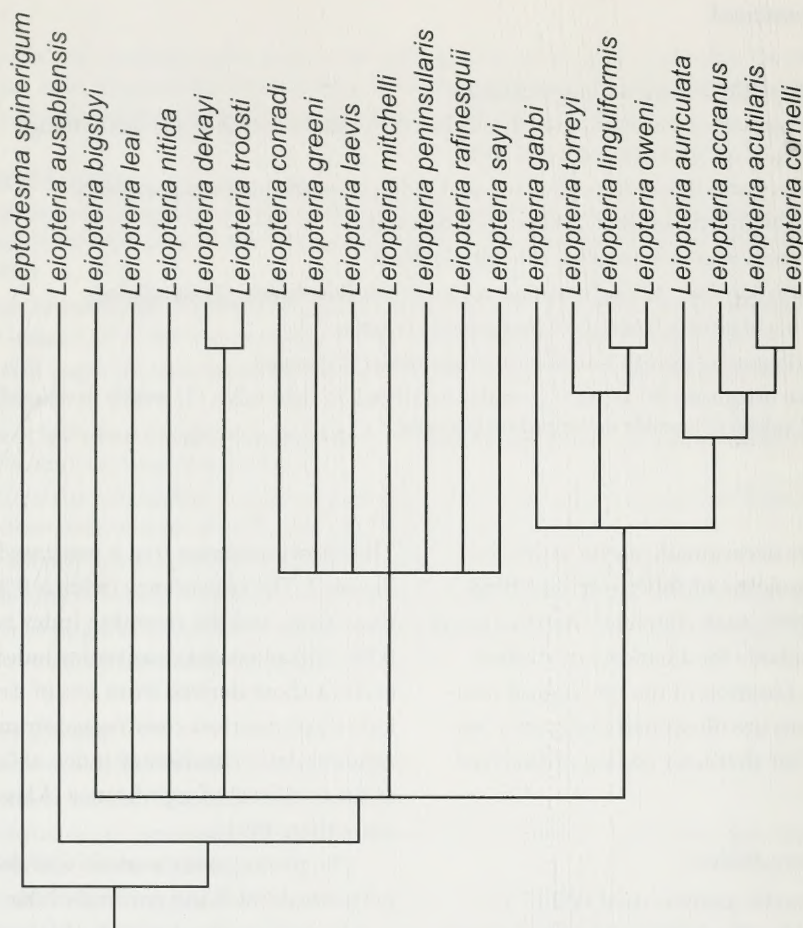 Leptodesma spinerigum
Leiopteria ausablensis
Leiopteria bigsbyi
Leiopteria leai
Leiopteria nitida
Leiopteria dekayi
Leiopteria troosti
Leiopteria conradi
Leiopteria greeni
Leiopteria laevis
Leiopteria mitchelli
Leiopteria peninsularis
Leiopteria rafinesquii
Leiopteria sayi
Leiopteria gabbi
Leiopteria torreyi
Leiopteria linguiformis
Leiopteria oweni
Leiopteria auriculata
Leiopteria accranus
Leiopteria acutilaris
Leiopteria cornelli